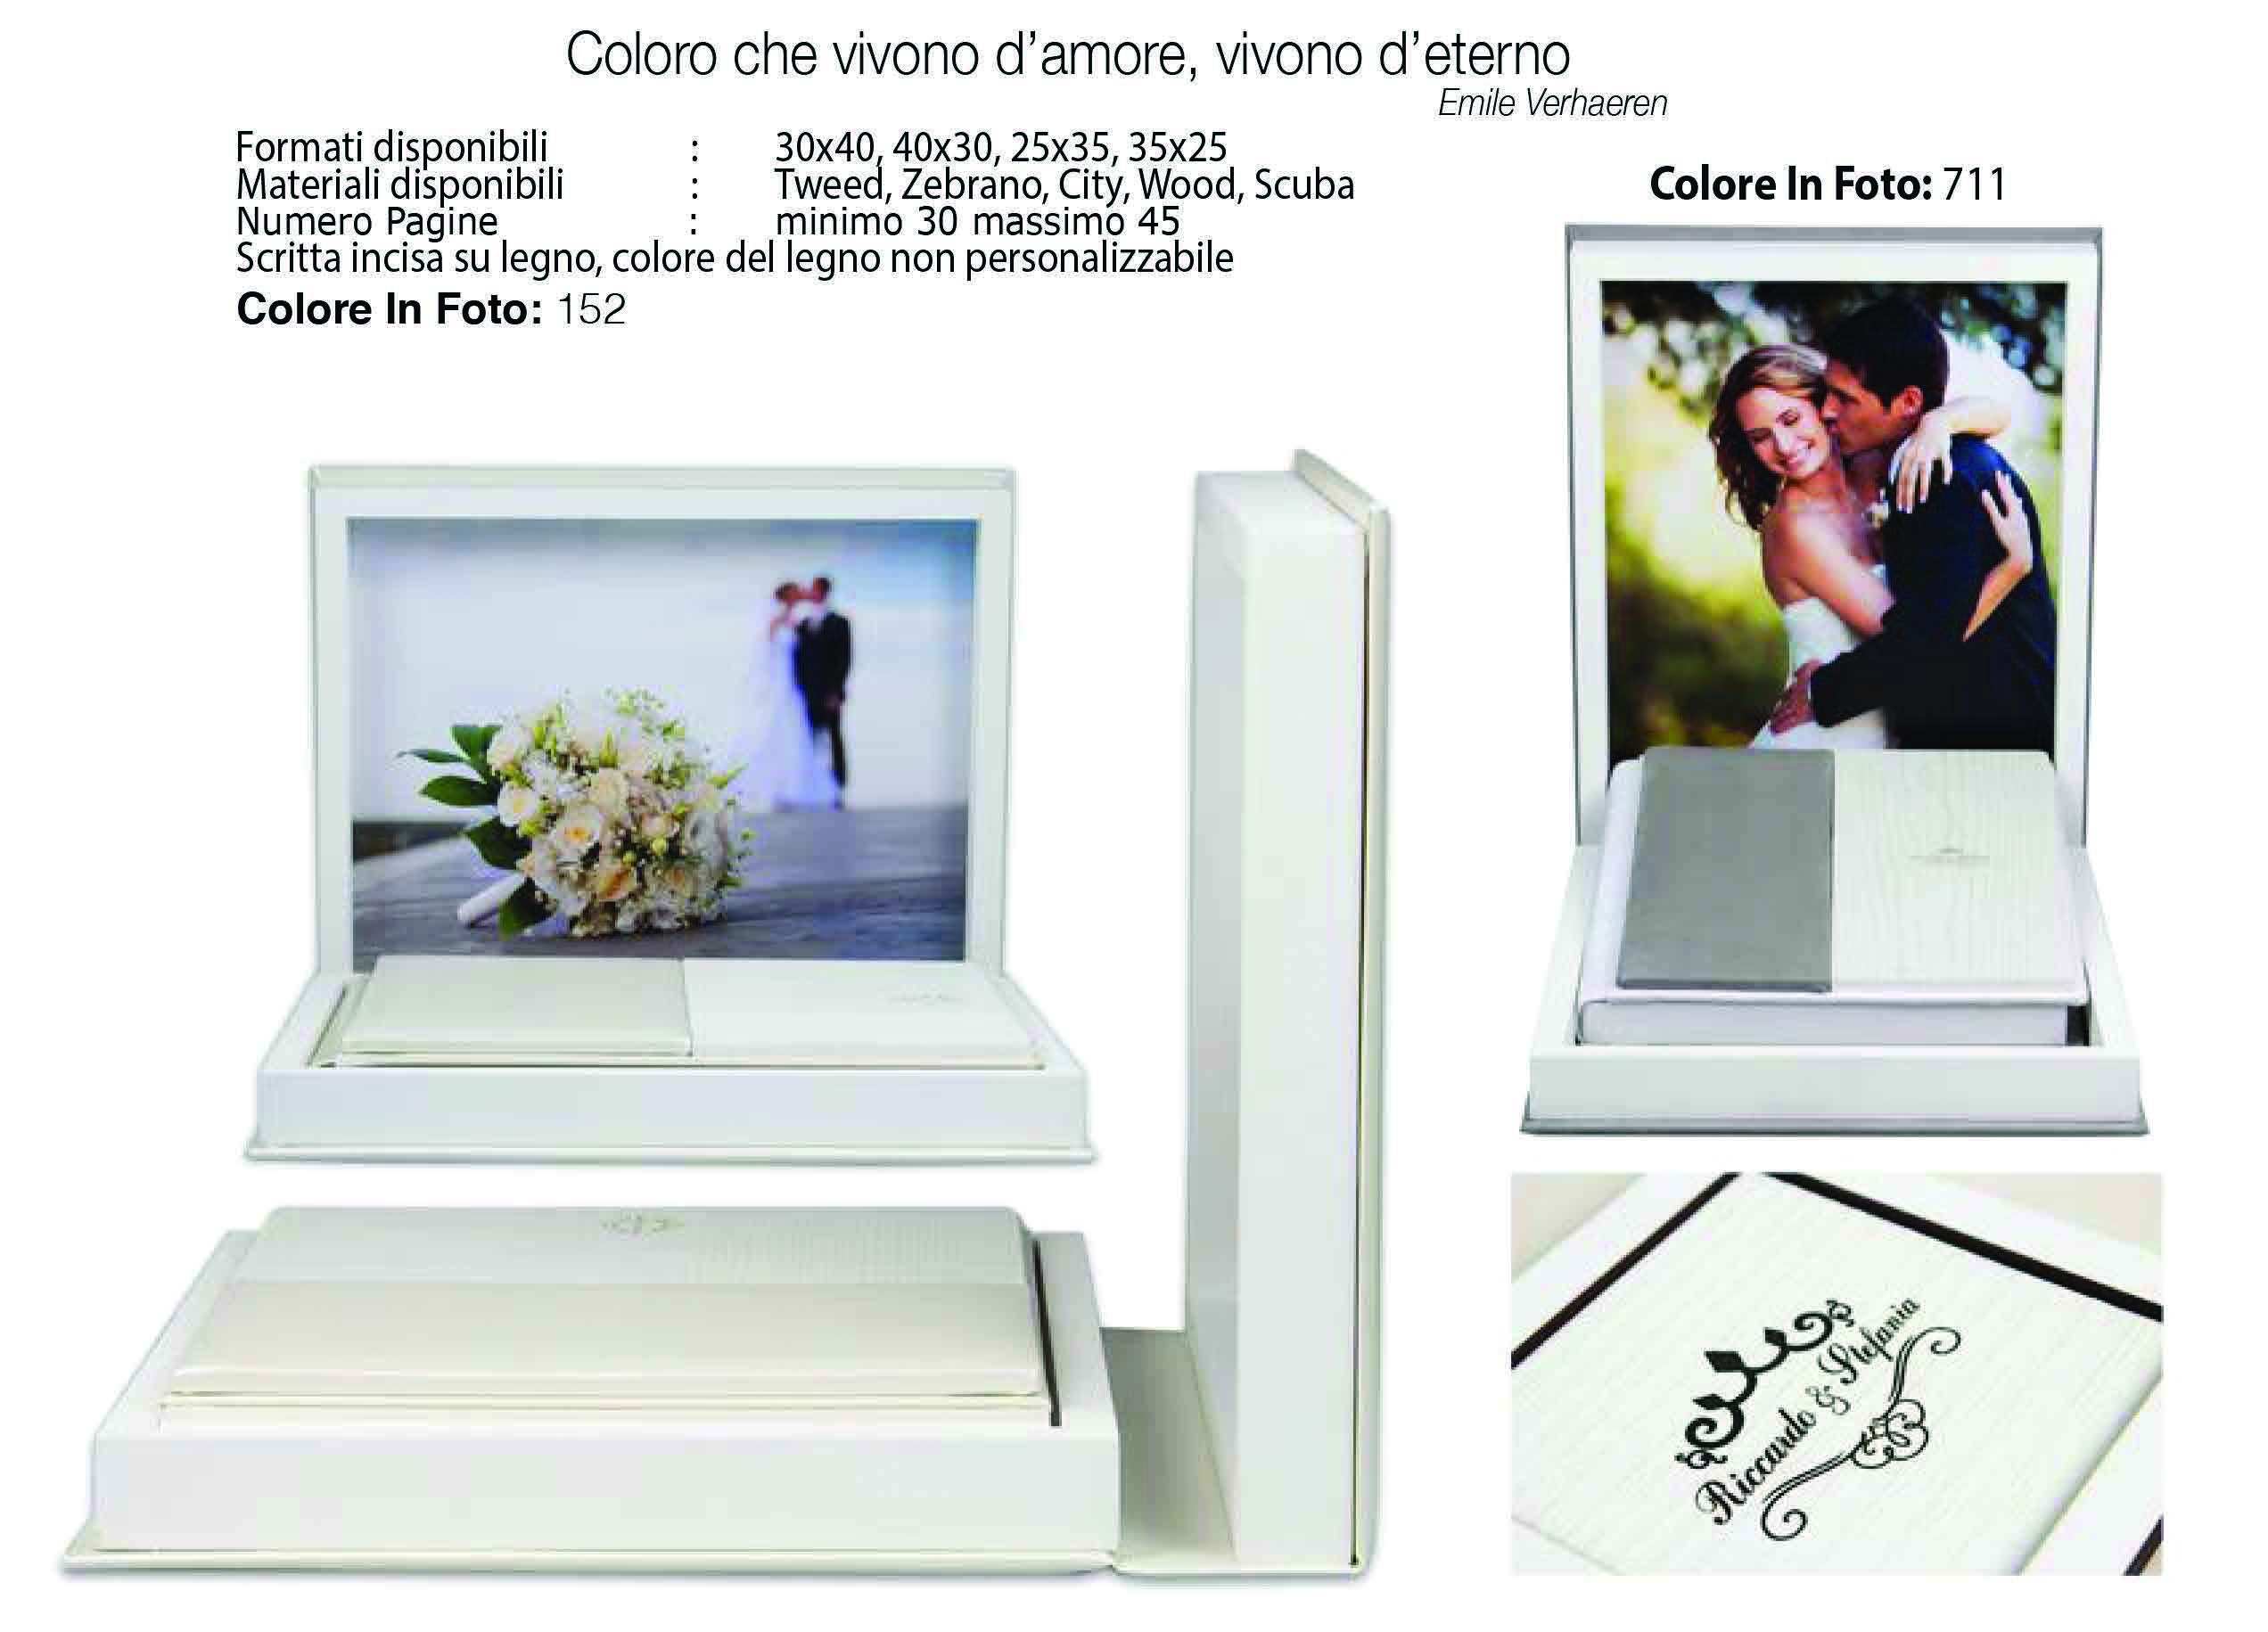 Coloro che vivono d'amore, vivono d'eterno
Emile Verhaeren
Formati disponibili : 30x40, 40x30, 25x35, 35x25
Materiali disponibili : Tweed, Zebrano, City, Wood, Scuba
Numero Pagine : minimo 30 massimo 45
Scritta incisa su legno, colore del legno non personalizzabile
Colore In Foto: 152
Colore In Foto: 711
Riccardo & Stefania